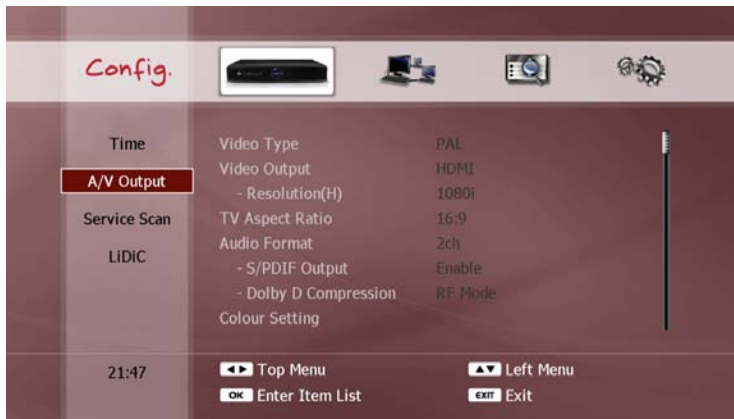 Config.
Time
A/V Output
Service Scan
LiDiC
Video Type PAL
Video Output HDMI
- Resolution(H) 1080i
TV Aspect Ratio 16:9
Audio Format 2ch
- S/PDIF Output Enable
- Dolby D Compression RF Mode
Colour Setting
21:47
◀▶ Top Menu ▲▼ Left Menu
OK Enter Item List EXIT Exit